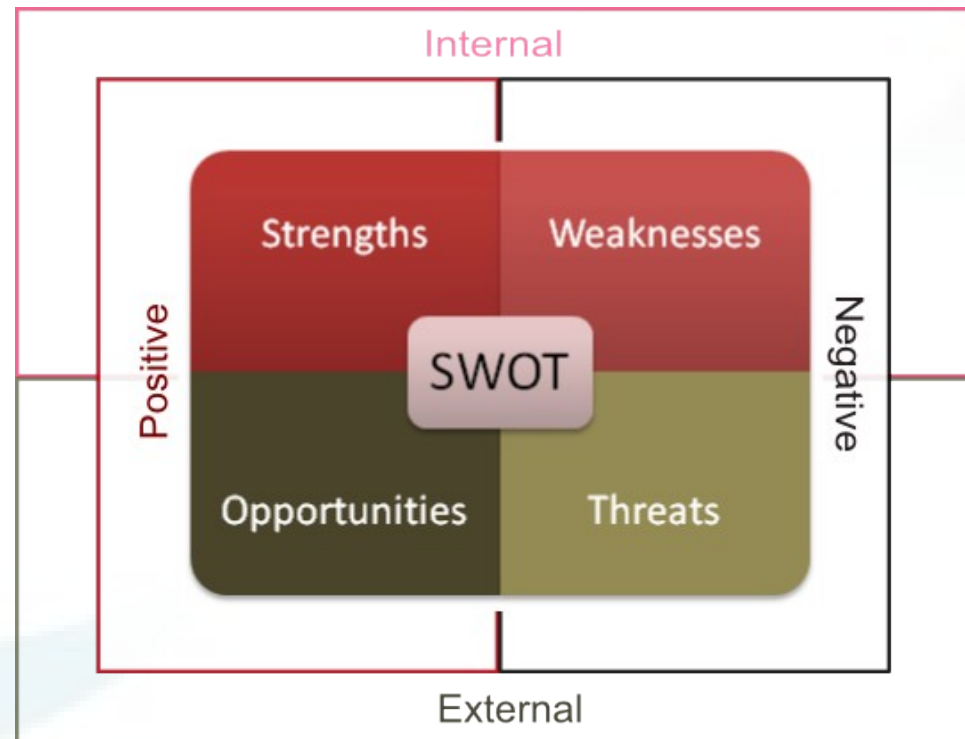 Internal
Strengths
Weaknesses
Positive
SWOT
Negative
Opportunities
Threats
External